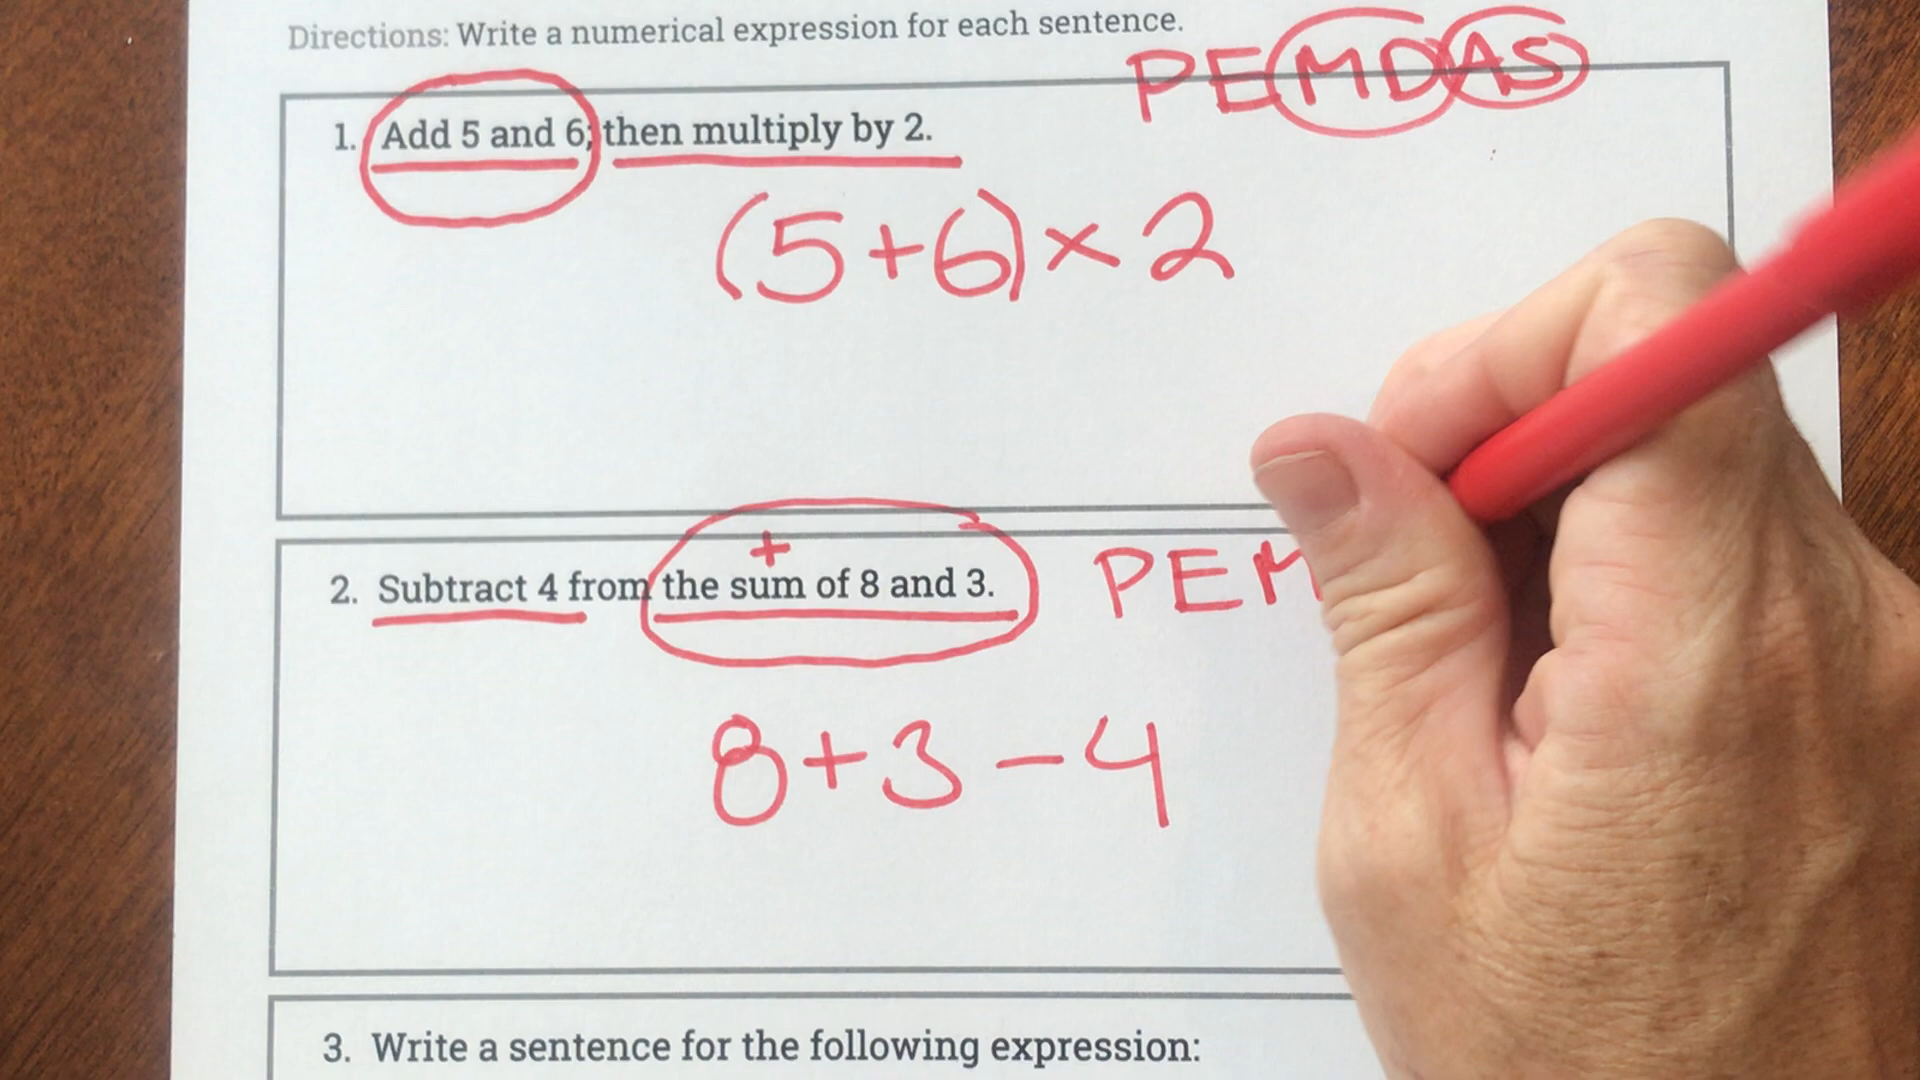 Directions: Write a numerical expression for each sentence.
PEMDAS
1. Add 5 and 6; then multiply by 2.
(5+6)×2
+
2. Subtract 4 from the sum of 8 and 3.
PEM
8+3-4
3. Write a sentence for the following expression: